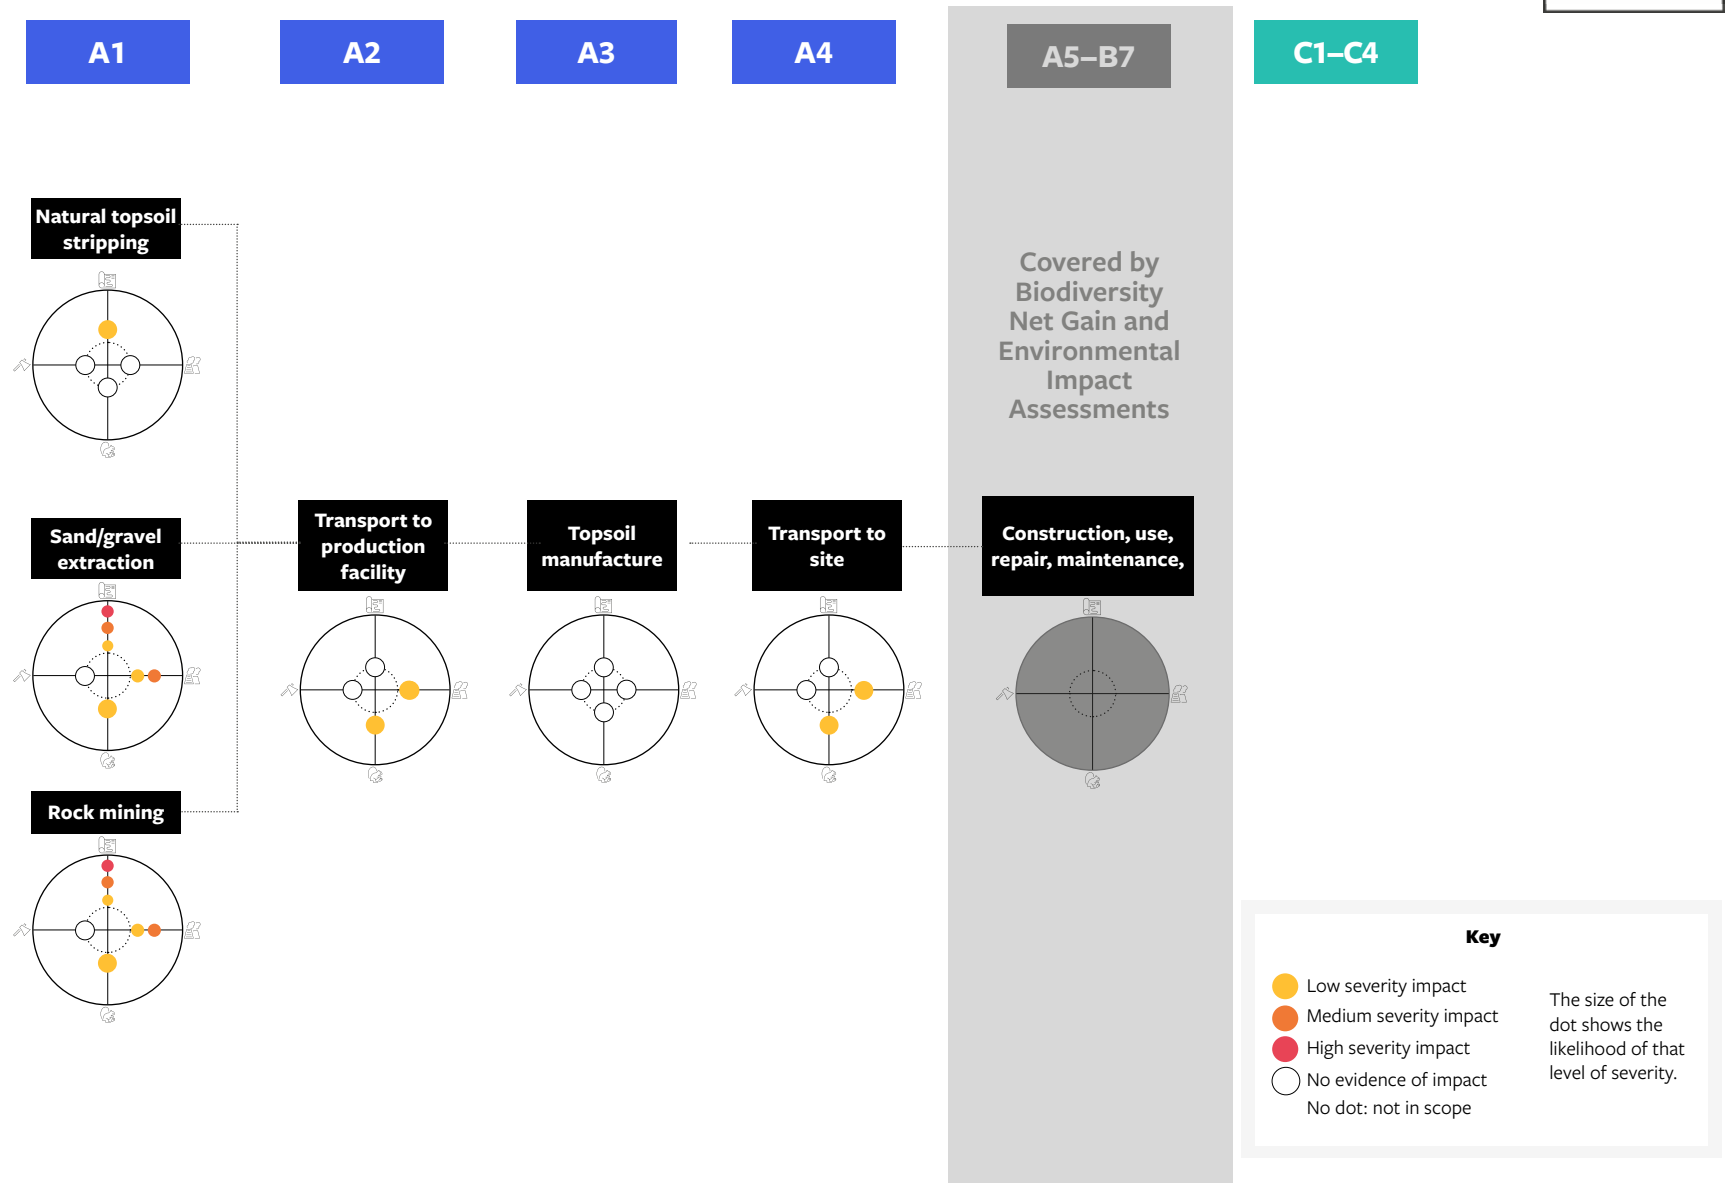 A1
A2
A3
A4
A5–B7
C1–C4
Natural topsoil
stripping
Covered by
Biodiversity
Net Gain and
Environmental
Impact
Assessments
Sand/gravel
extraction
Transport to
production
facility
Topsoil
manufacture
Transport to
site
Construction, use,
repair, maintenance,
Rock mining
Key
Low severity impact
Medium severity impact
High severity impact
No evidence of impact
No dot: not in scope
The size of the
dot shows the
likelihood of that
level of severity.